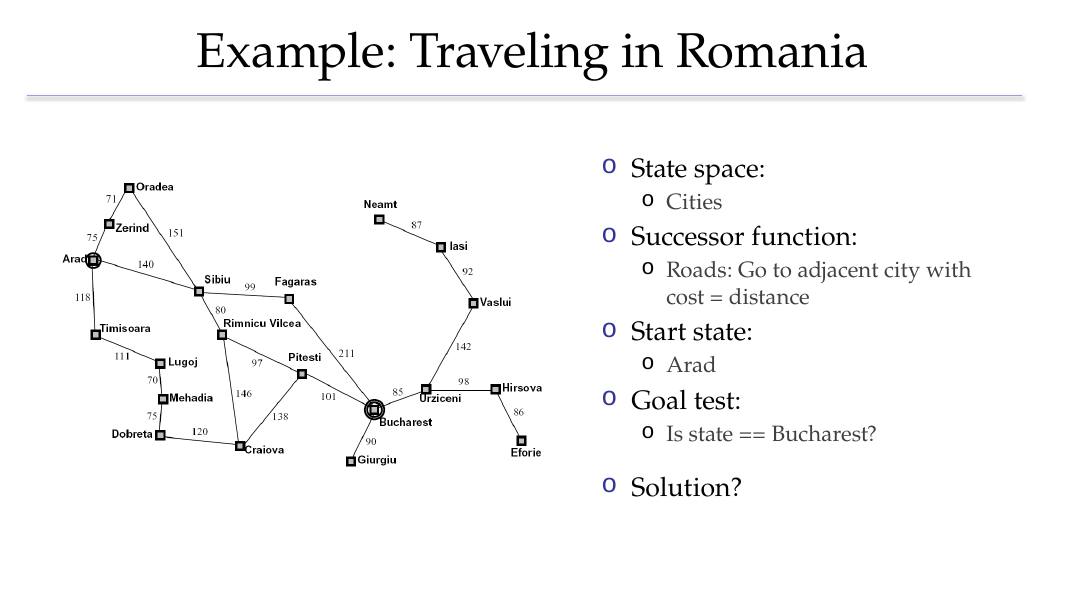 Example: Traveling in Romania
Oradea
71
Zerind
75
151
Arad
140
118
Sibiu
99
Fagaras
80
Rimnicu Vilcea
Timisoara
111
Lugoj
70
Mehadia
75
Dobreta
120
Craiova
146
97
Pitesti
138
101
211
Bucharest
90
Giurgiu
85
Urziceni
98
Hirsova
86
Eforie
142
Vaslui
92
Iasi
87
Neamt
o State space:
o Cities
o Successor function:
o Roads: Go to adjacent city with
cost = distance
o Start state:
o Arad
o Goal test:
o Is state == Bucharest?
o Solution?